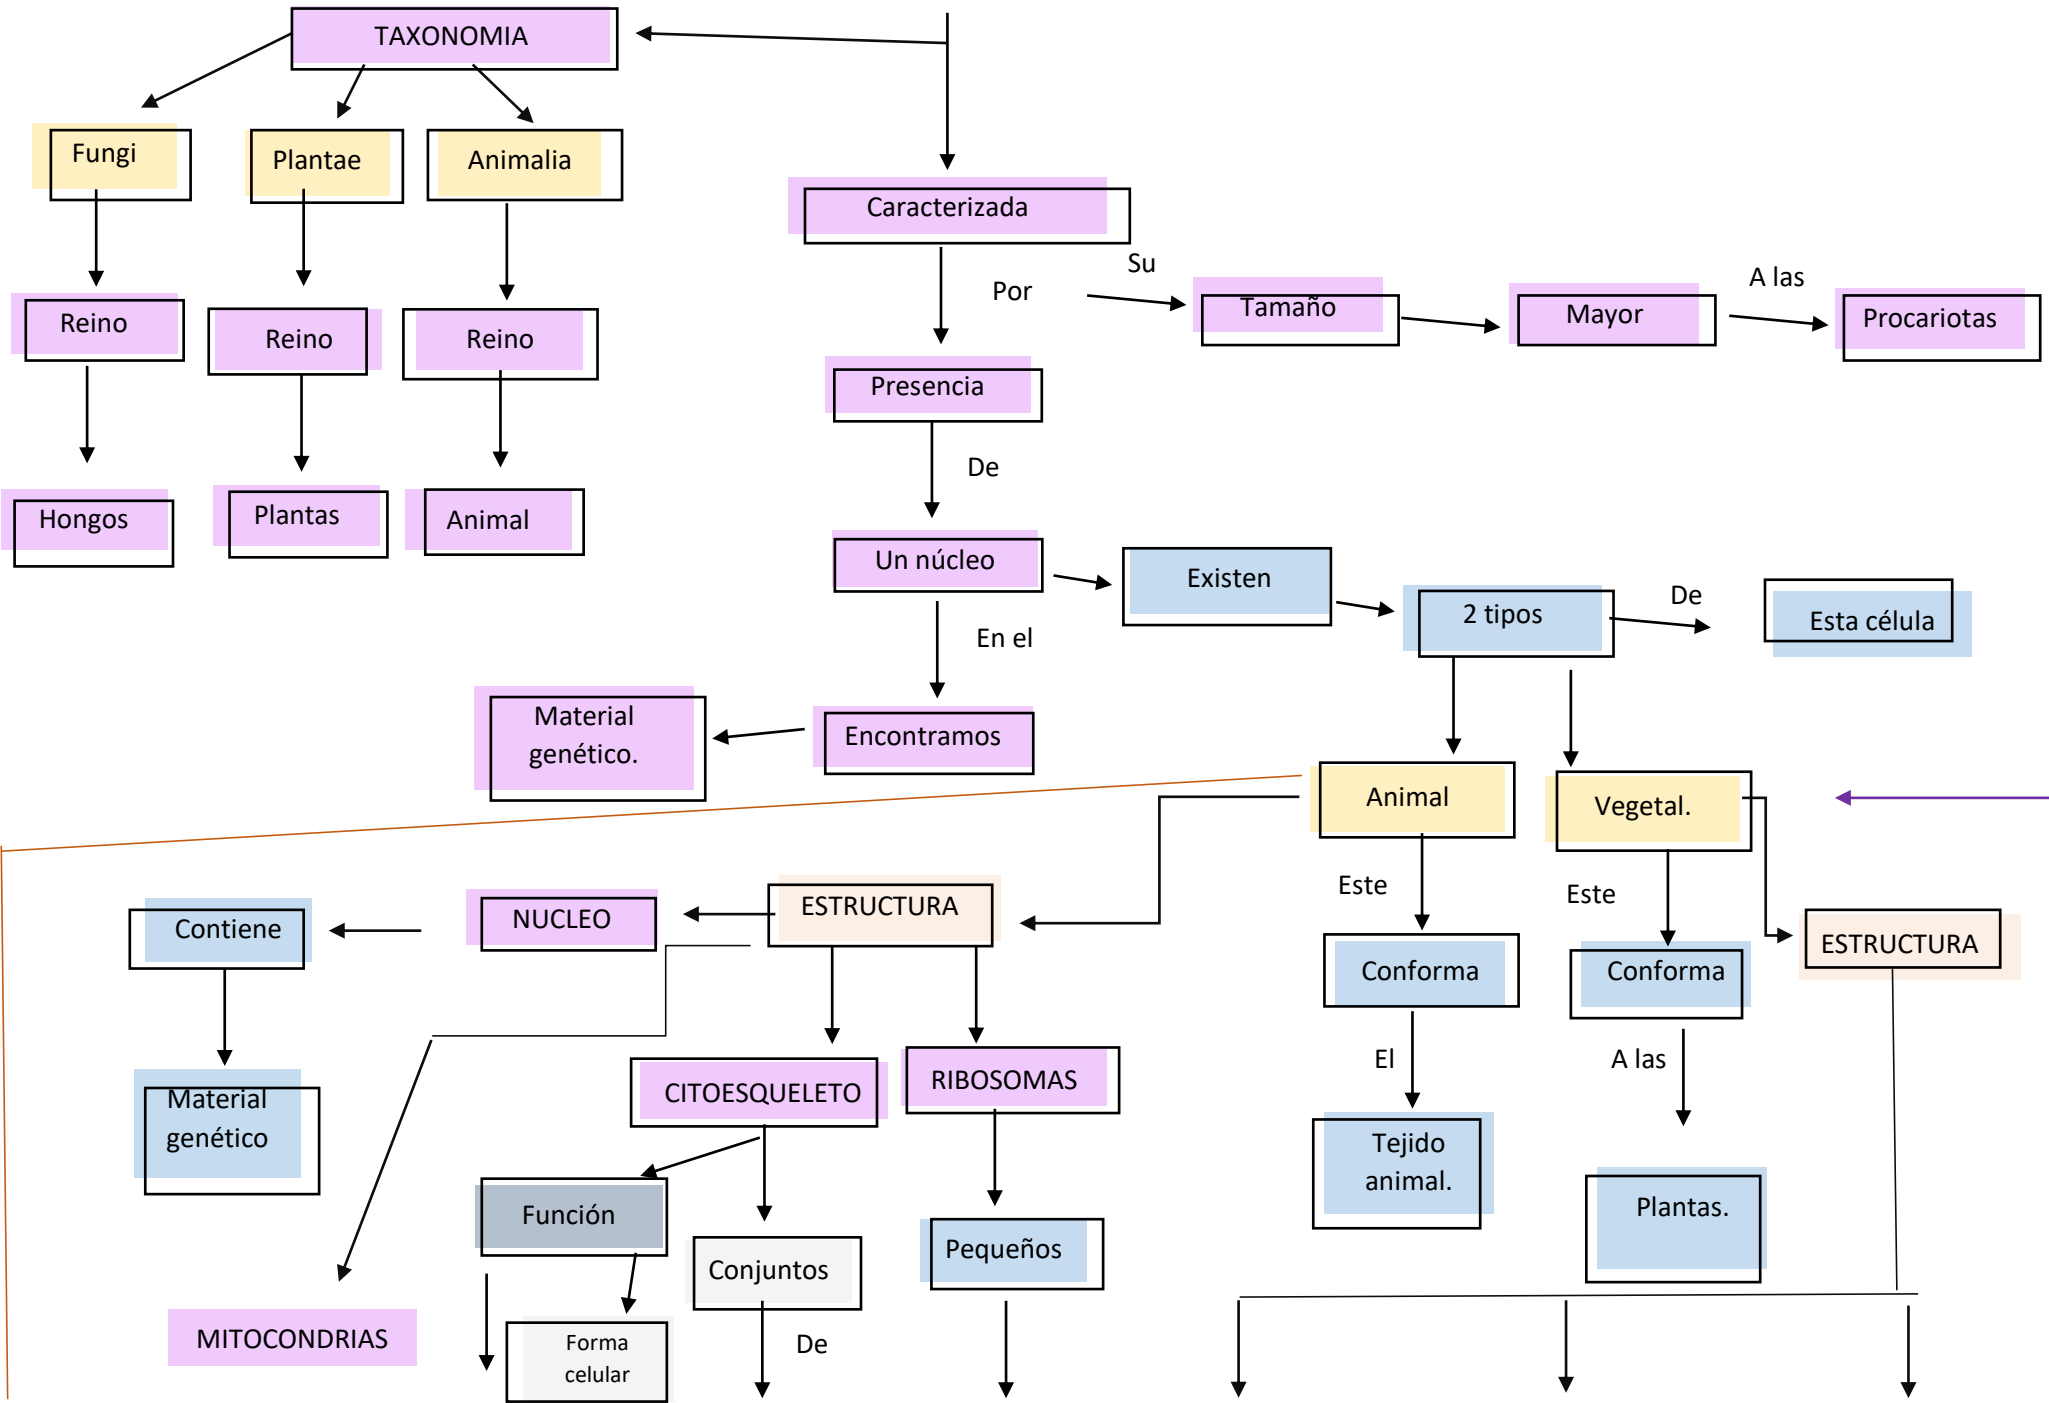 TAXONOMIA
Fungi
Plantae
Animalia
Caracterizada
Su
A las
Por
Reino
Reino
Reino
Tamaño
Mayor
Procariotas
Presencia
De
Hongos
Plantas
Animal
Un núcleo
Existen
2 tipos
De
Esta célula
En el
Material
genético.
Encontramos
Animal
Vegetal.
Este
Este
Contiene
NUCLEO
ESTRUCTURA
ESTRUCTURA
Conforma
Conforma
El
A las
Material
genético
CITOESQUELETO
RIBOSOMAS
Tejido
animal.
Plantas.
Función
Conjuntos
Pequeños
MITOCONDRIAS
Forma
celular
De